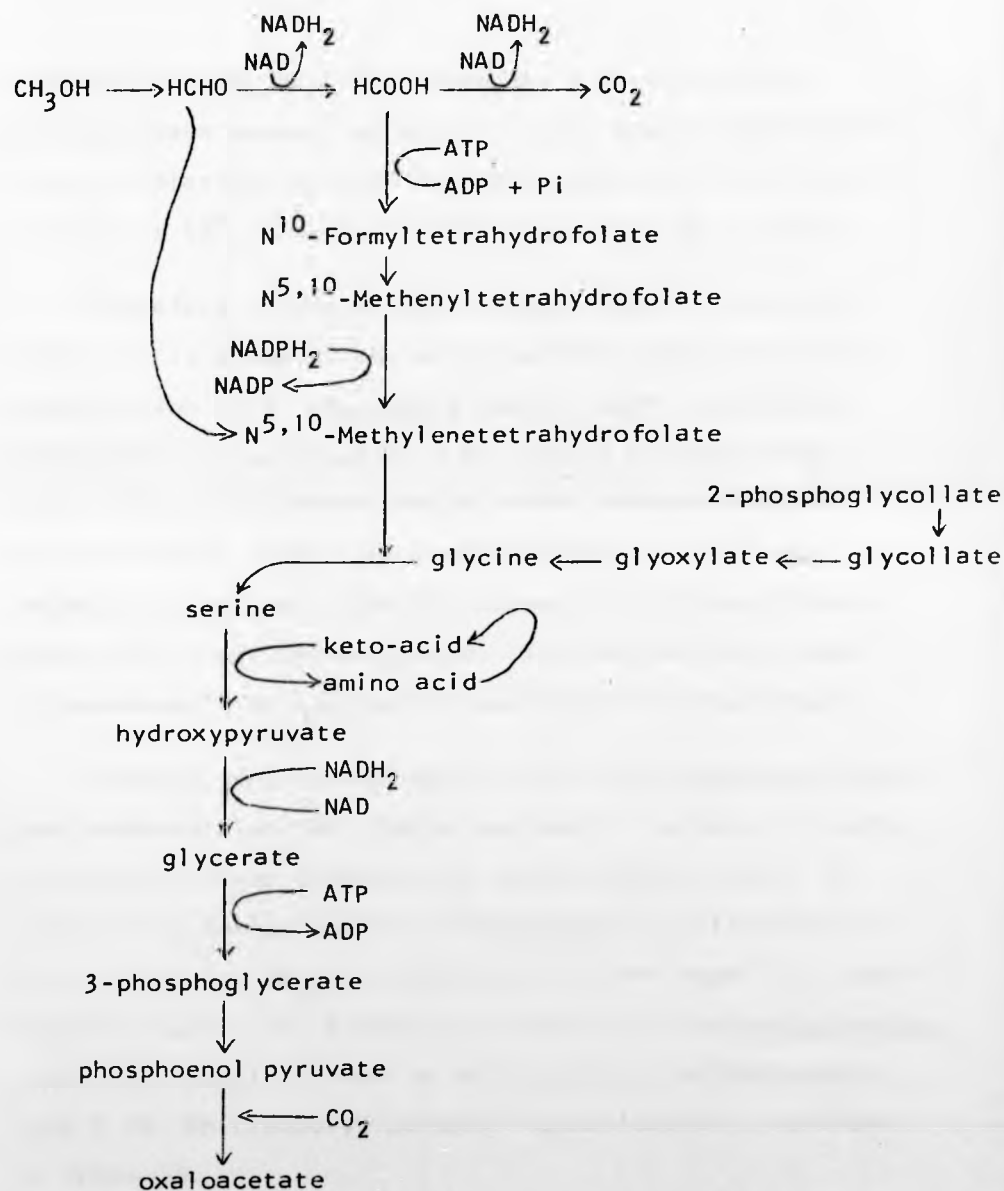 NADH2 NADH2
NAD NAD
CH3OH HCHO HCOOH CO2
ATP
ADP + Pi
N10-Formyltetrahydrofolate
N5,10-Methenyltetrahydrofolate
NADPH2
NADP
N5,10-Methylenetetrahydrofolate
2-phosphoglycollate
glycine glyoxylate glycollate
serine
keto-acid
amino acid
hydroxypyruvate
NADH2
NAD
glycerate
ATP
ADP
3-phosphoglycerate
phosphoenol pyruvate
CO2
oxaloacetate